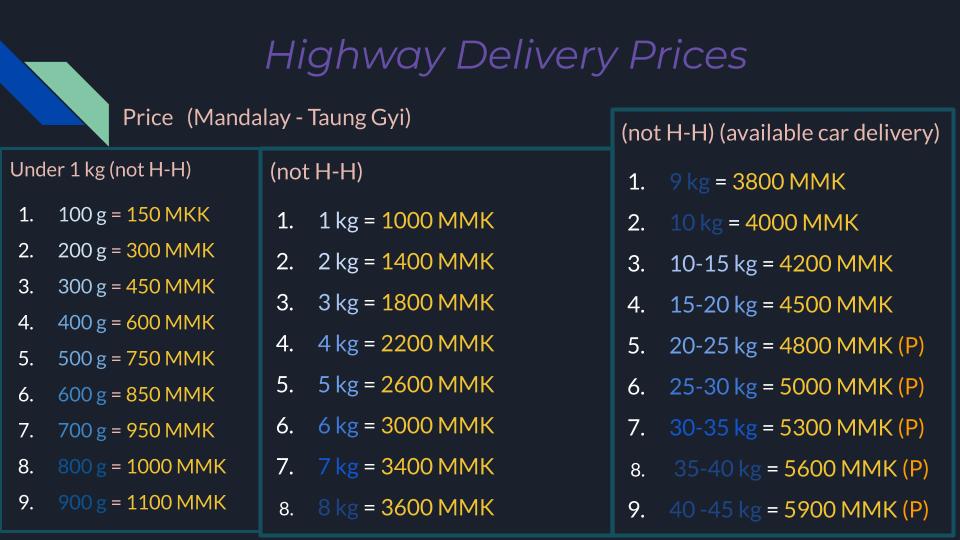 Highway Delivery Prices
Price (Mandalay - Taung Gyi)
Under 1 kg (not H-H)
1. 100 g = 150 MKK
2. 200 g = 300 MMK
3. 300 g = 450 MMK
4. 400 g = 600 MMK
5. 500 g = 750 MMK
6. 600 g = 850 MMK
7. 700 g = 950 MMK
8. 800 g = 1000 MMK
9. 900 g = 1100 MMK
(not H-H)
1. 1 kg = 1000 MMK
2. 2 kg = 1400 MMK
3. 3 kg = 1800 MMK
4. 4 kg = 2200 MMK
5. 5 kg = 2600 MMK
6. 6 kg = 3000 MMK
7. 7 kg = 3400 MMK
8. 8 kg = 3600 MMK
(not H-H) (available car delivery)
1. 9 kg = 3800 MMK
2. 10 kg = 4000 MMK
3. 10-15 kg = 4200 MMK
4. 15-20 kg = 4500 MMK
5. 20-25 kg = 4800 MMK (P)
6. 25-30 kg = 5000 MMK (P)
7. 30-35 kg = 5300 MMK (P)
8. 35-40 kg = 5600 MMK (P)
9. 40 -45 kg = 5900 MMK (P)